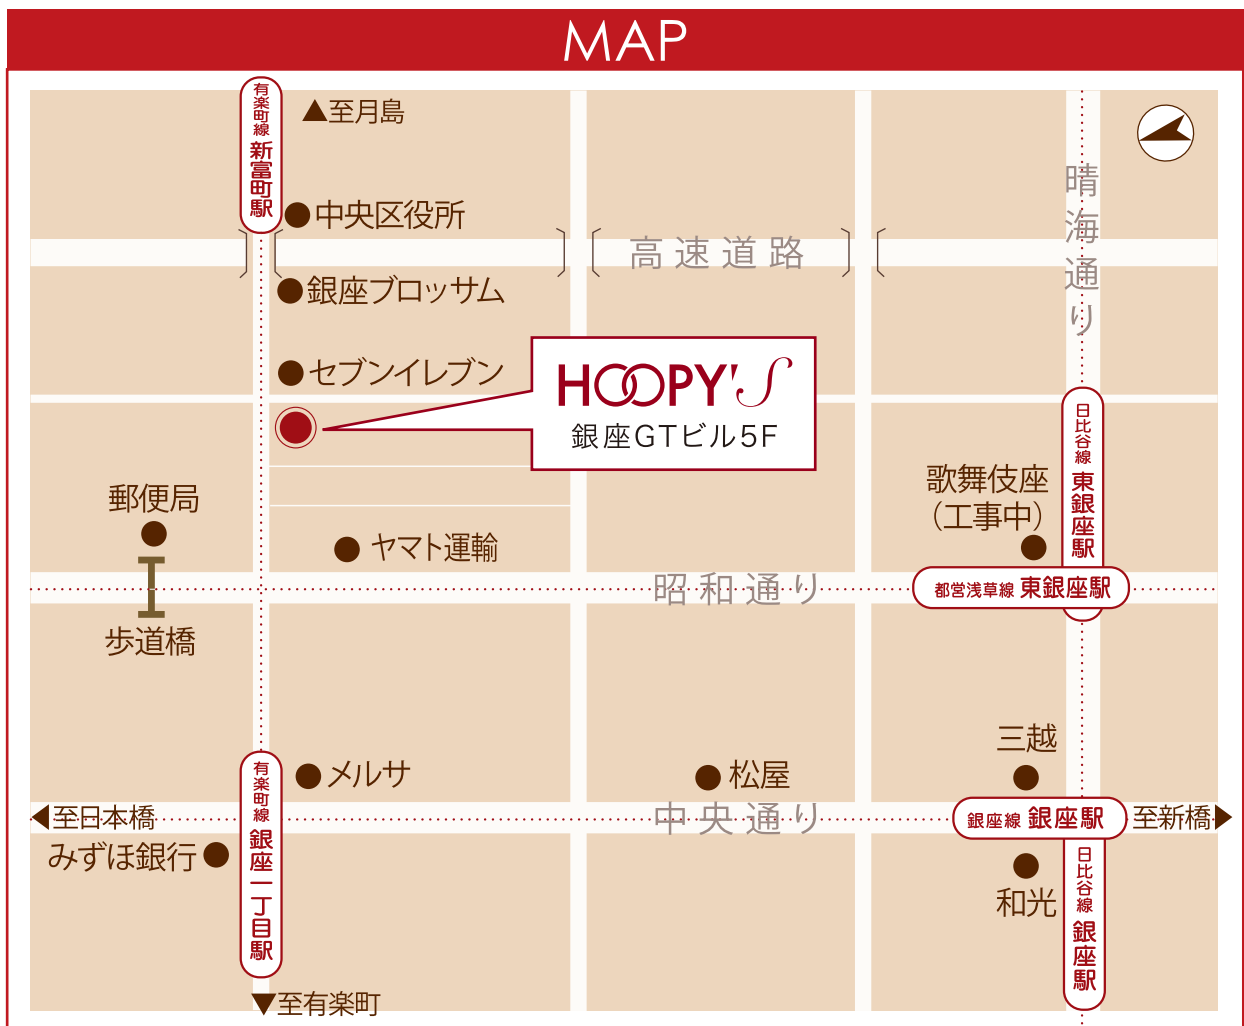 MAP
有楽町線 新富町駅
▲至月島
中央区役所
高速道路
晴海通り
銀座ブロッサム
セブンイレブン
HOOPY'S
銀座GTビル5F
日比谷線 東銀座駅
歌舞伎座
（工事中）
郵便局
ヤマト運輸
昭和通り
都営浅草線 東銀座駅
歩道橋
三越
メルサ
松屋
有楽町線 銀座一丁目駅
◀至日本橋
中央通り
銀座線 銀座駅
至新橋▶
みずほ銀行
日比谷線 銀座駅
和光
▼至有楽町